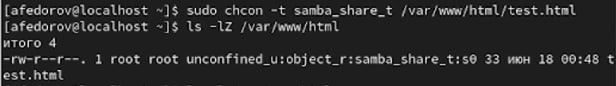 [afedorov@localhost ~]$ sudo chcon -t samba_share_t /var/www/html/test.html
[afedorov@localhost ~]$ ls -lZ /var/www/html
итого 4
-rw-r--r--. 1 root root unconfined_u:object_r:samba_share_t:s0 33 июн 18 00:48 t
est.html